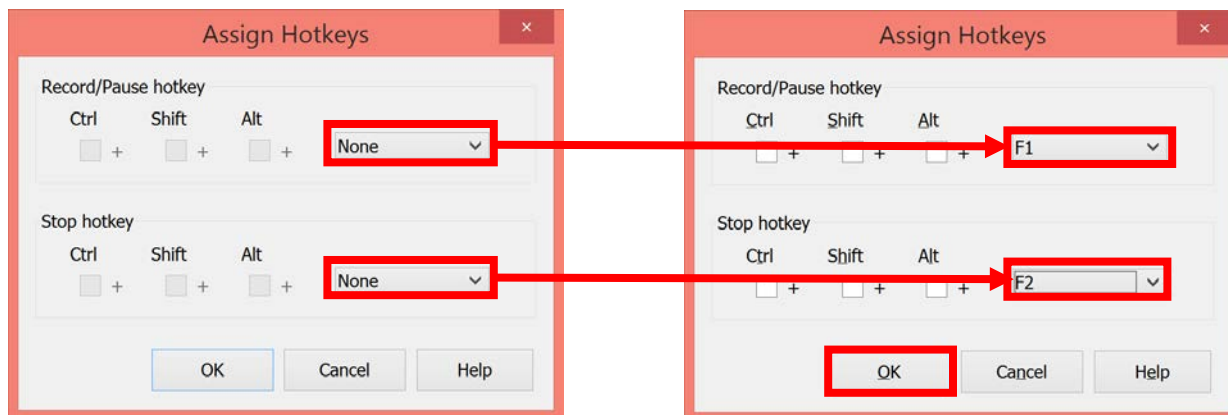 Assign Hotkeys ×
Record/Pause hotkey
Ctrl Shift Alt
+ + + None
Stop hotkey
Ctrl Shift Alt
+ + + None
OK Cancel Help
Assign Hotkeys ×
Record/Pause hotkey
Ctrl Shift Alt
+ + + F1
Stop hotkey
Ctrl Shift Alt
+ + + F2
OK Cancel Help